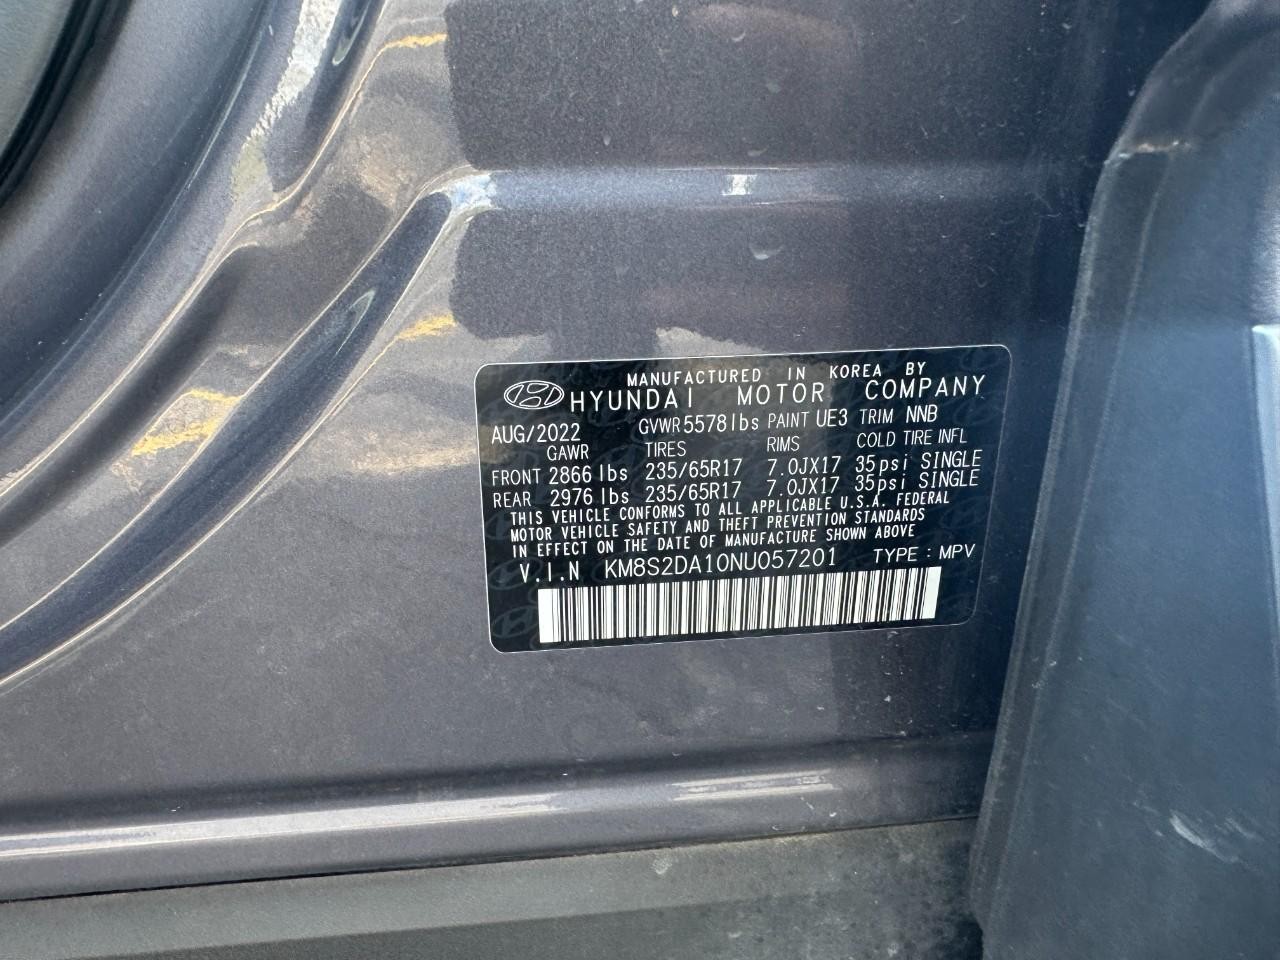 MANUFACTURED IN KOREA BY
HYUNDAI MOTOR COMPANY
AUG/2022 GVWR 5578lbs PAINT UE3 TRIM NNB
GAWR TIRES RIMS COLD TIRE INFL
FRONT 2866 lbs 235/65R17 7.0JX17 35psi SINGLE
REAR 2976 lbs 235/65R17 7.0JX17 35psi SINGLE
THIS VEHICLE CONFORMS TO ALL APPLICABLE U.S.A. FEDERAL
MOTOR VEHICLE SAFETY AND THEFT PREVENTION STANDARDS
IN EFFECT ON THE DATE OF MANUFACTURE SHOWN ABOVE
V.I.N KM8S2DA10NU057201 TYPE : MPV